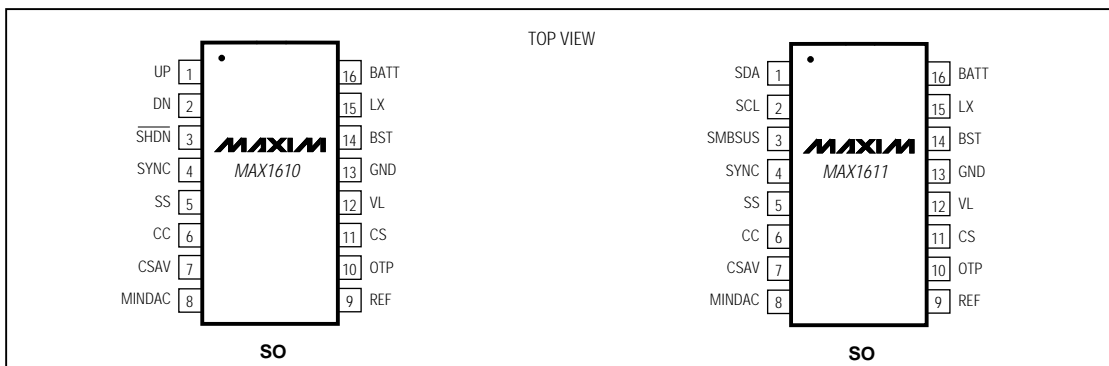 TOP VIEW
UP 1 16 BATT
DN 2 15 LX
SHDN 3 14 BST
SYNC 4 13 GND
SS 5 12 VL
CC 6 11 CS
CSAV 7 10 OTP
MINDAC 8 9 REF
MAXIM
MAX1610
SO
SDA 1 16 BATT
SCL 2 15 LX
SMBSUS 3 14 BST
SYNC 4 13 GND
SS 5 12 VL
CC 6 11 CS
CSAV 7 10 OTP
MINDAC 8 9 REF
MAXIM
MAX1611
SO